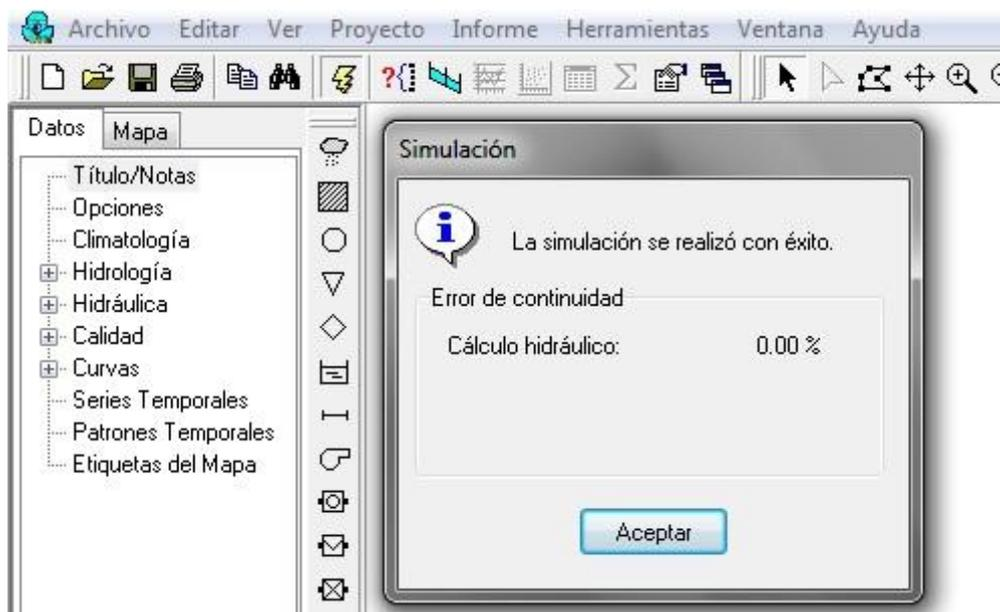 Archivo Editar Ver Proyecto Informe Herramientas Ventana Ayuda
Datos Mapa
Título/Notas
Opciones
Climatología
Hidrología
Hidráulica
Calidad
Curvas
Series Temporales
Patrones Temporales
Etiquetas del Mapa
Simulación
La simulación se realizó con éxito.
Error de continuidad
Cálculo hidráulico: 0.00 %
Aceptar